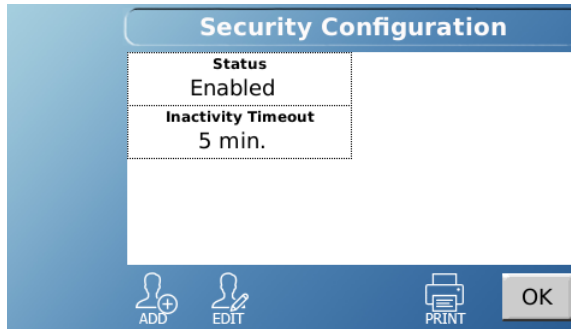 Security Configuration
Status
Enabled
Inactivity Timeout
5 min.
ADD
EDIT
PRINT
OK